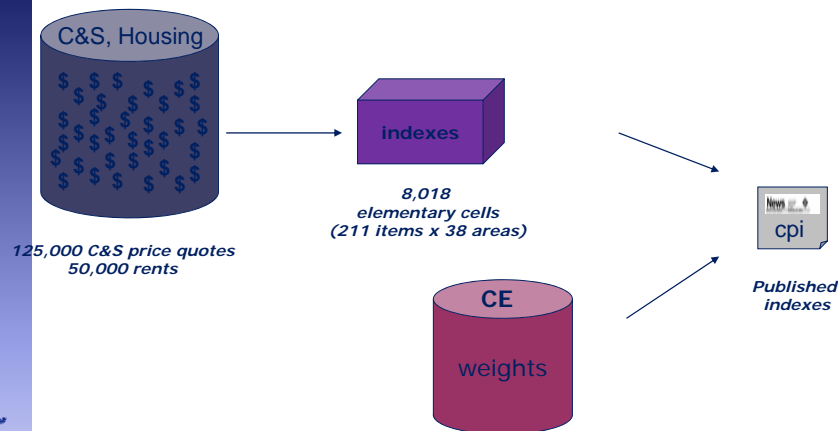 C&S, Housing
$ $ $ $ $ $ $ $ $ $ $ $ $ $ $ $ $ $ $ $ $ $ $ $ $ $ $ $ $ $ $ $ $ $ $ $
125,000 C&S price quotes
50,000 rents
indexes
8,018
elementary cells
(211 items x 38 areas)
CE
weights
News
cpi
Published
indexes